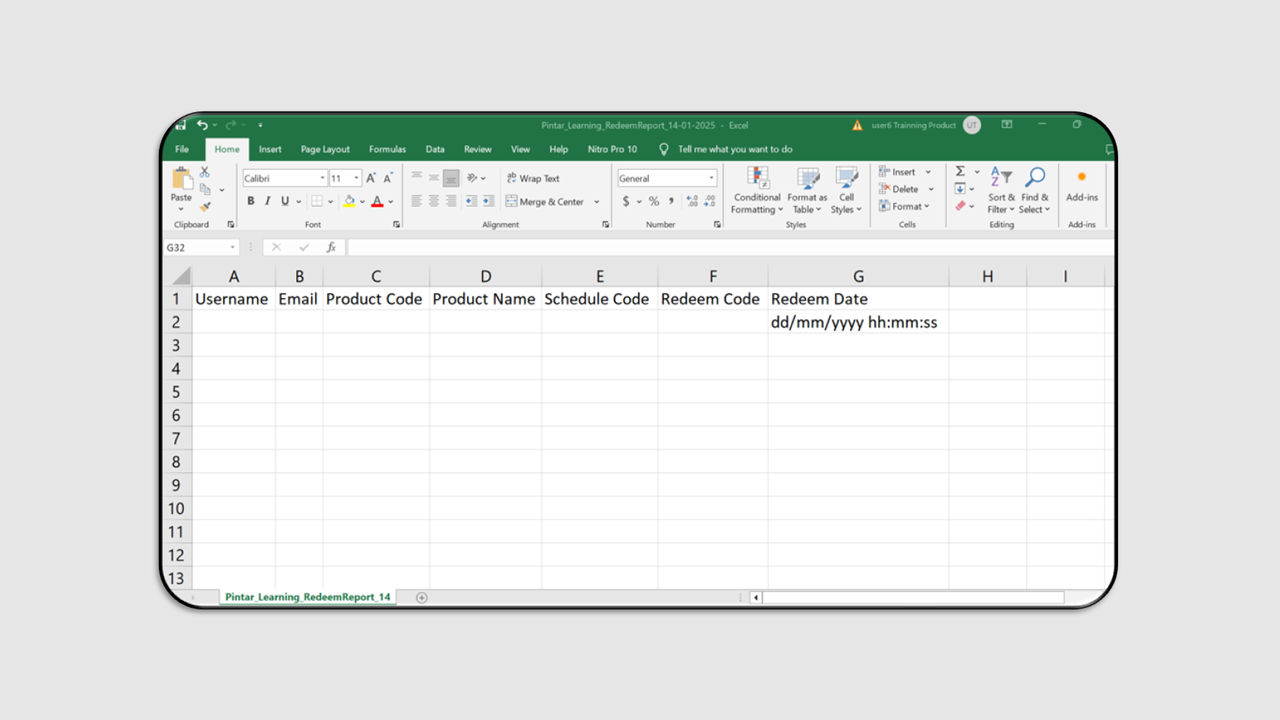 Pintar_Learning_RedeemReport_14-01-2025 - Excel
user6 Trainning Product UT
File Home Insert Page Layout Formulas Data Review View Help Nitro Pro 10 Tell me what you want to do
Paste
Clipboard
Calibri 11
B I U
Font
Wrap Text
Merge & Center
Alignment
General
$ % ,
Number
Conditional Formatting
Format as Table
Cell Styles
Styles
Insert
Delete
Format
Cells
Sort & Filter
Find & Select
Editing
Add-ins
Add-ins
G32 fx
A B C D E F G H I
1 Username Email Product Code Product Name Schedule Code Redeem Code Redeem Date
2 dd/mm/yyyy hh:mm:ss
3
4
5
6
7
8
9
10
11
12
13
Pintar_Learning_RedeemReport_14